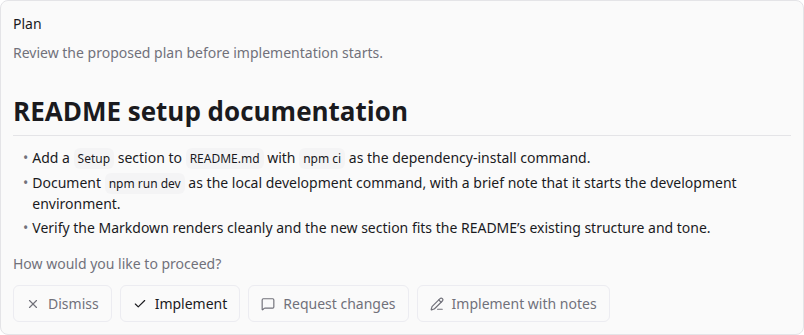 Plan
Review the proposed plan before implementation starts.
README setup documentation
• Add a Setup section to README.md with npm ci as the dependency-install command.
• Document npm run dev as the local development command, with a brief note that it starts the development
environment.
• Verify the Markdown renders cleanly and the new section fits the README’s existing structure and tone.
How would you like to proceed?
Dismiss Implement Request changes Implement with notes